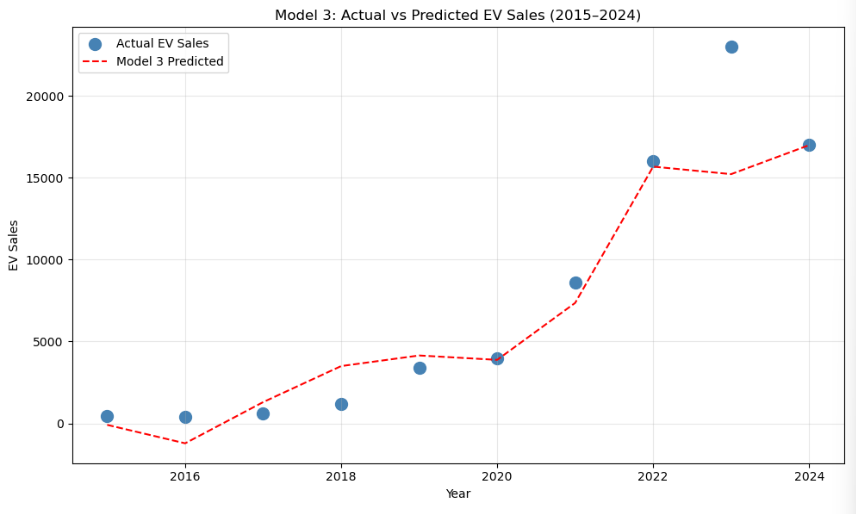 Model 3: Actual vs Predicted EV Sales (2015–2024)
Actual EV Sales
Model 3 Predicted
20000
15000
10000
5000
0
EV Sales
2016
2018
2020
2022
2024
Year